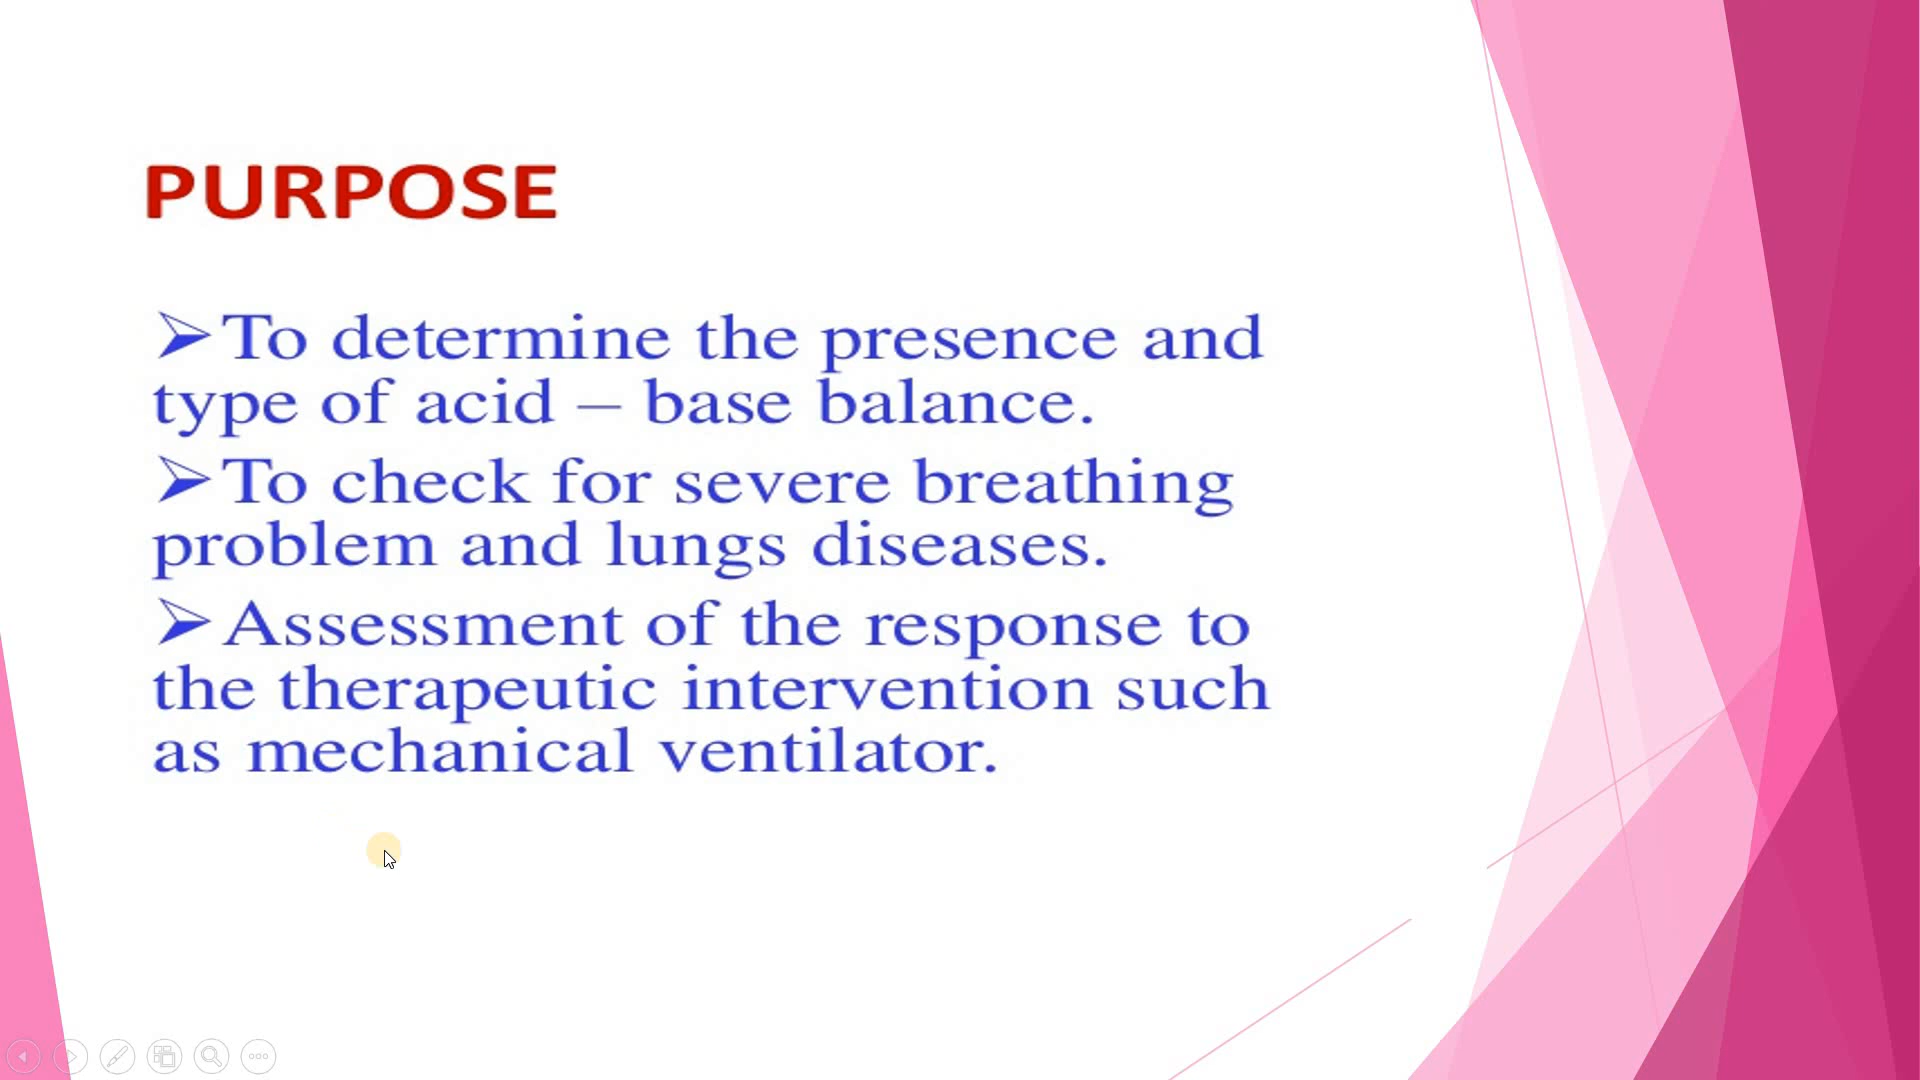 PURPOSE
➢To determine the presence and
type of acid – base balance.
➢To check for severe breathing
problem and lungs diseases.
➢Assessment of the response to
the therapeutic intervention such
as mechanical ventilator.